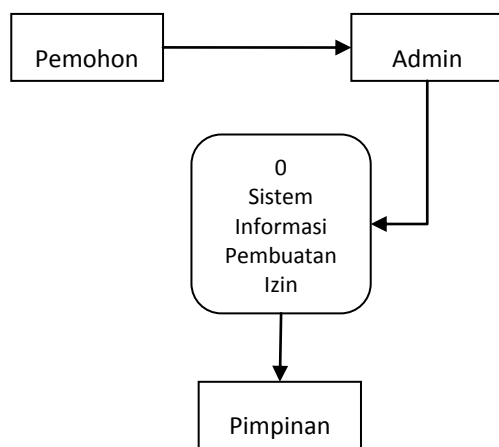 Pemohon
Admin
0
Sistem
Informasi
Pembuatan
Izin
Pimpinan